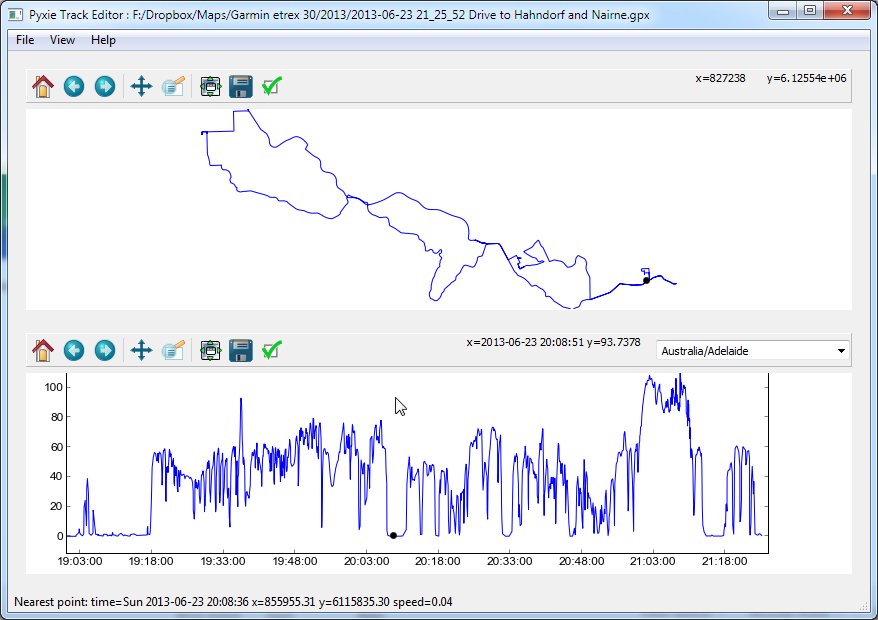 Pyxie Track Editor : F:/Dropbox/Maps/Garmin etrex 30/2013/2013-06-23 21_25_52 Drive to Hahndorf and Nairne.gpx
File View Help
x=827238 y=6.12554e+06
x=2013-06-23 20:08:51 y=93.7378
Australia/Adelaide
100
80
60
40
20
0
19:03:00 19:18:00 19:33:00 19:48:00 20:03:00 20:18:00 20:33:00 20:48:00 21:03:00 21:18:00
Nearest point: time=Sun 2013-06-23 20:08:36 x=855955.31 y=6115835.30 speed=0.04